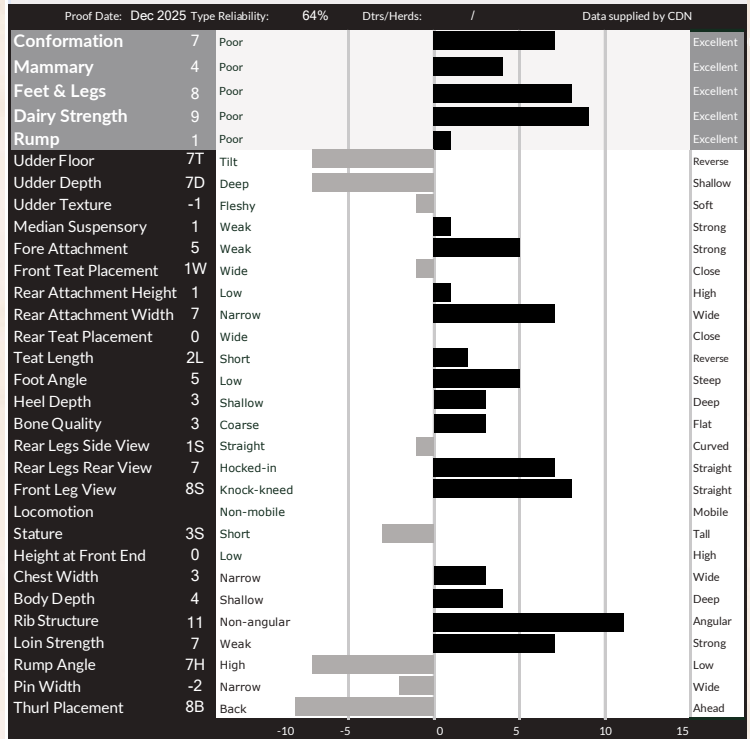 Proof Date: Dec 2025 Type Reliability: 64% Dtrs/Herds: / Data supplied by CDN
Conformation 7 Poor Excellent
Mammary 4 Poor Excellent
Feet & Legs 8 Poor Excellent
Dairy Strength 9 Poor Excellent
Rump 1 Poor Excellent
Udder Floor 7T Tilt Reverse
Udder Depth 7D Deep Shallow
Udder Texture -1 Fleshy Soft
Median Suspensory 1 Weak Strong
Fore Attachment 5 Weak Strong
Front Teat Placement 1W Wide Close
Rear Attachment Height 1 Low High
Rear Attachment Width 7 Narrow Wide
Rear Teat Placement 0 Wide Close
Teat Length 2L Short Reverse
Foot Angle 5 Low Steep
Heel Depth 3 Shallow Deep
Bone Quality 3 Coarse Flat
Rear Legs Side View 1S Straight Curved
Rear Legs Rear View 7 Hocked-in Straight
Front Leg View 8S Knock-kneed Straight
Locomotion Non-mobile Mobile
Stature 3S Short Tall
Height at Front End 0 Low High
Chest Width 3 Narrow Wide
Body Depth 4 Shallow Deep
Rib Structure 11 Non-angular Angular
Loin Strength 7 Weak Strong
Rump Angle 7H High Low
Pin Width -2 Narrow Wide
Thurl Placement 8B Back Ahead
-10 -5 0 5 10 15